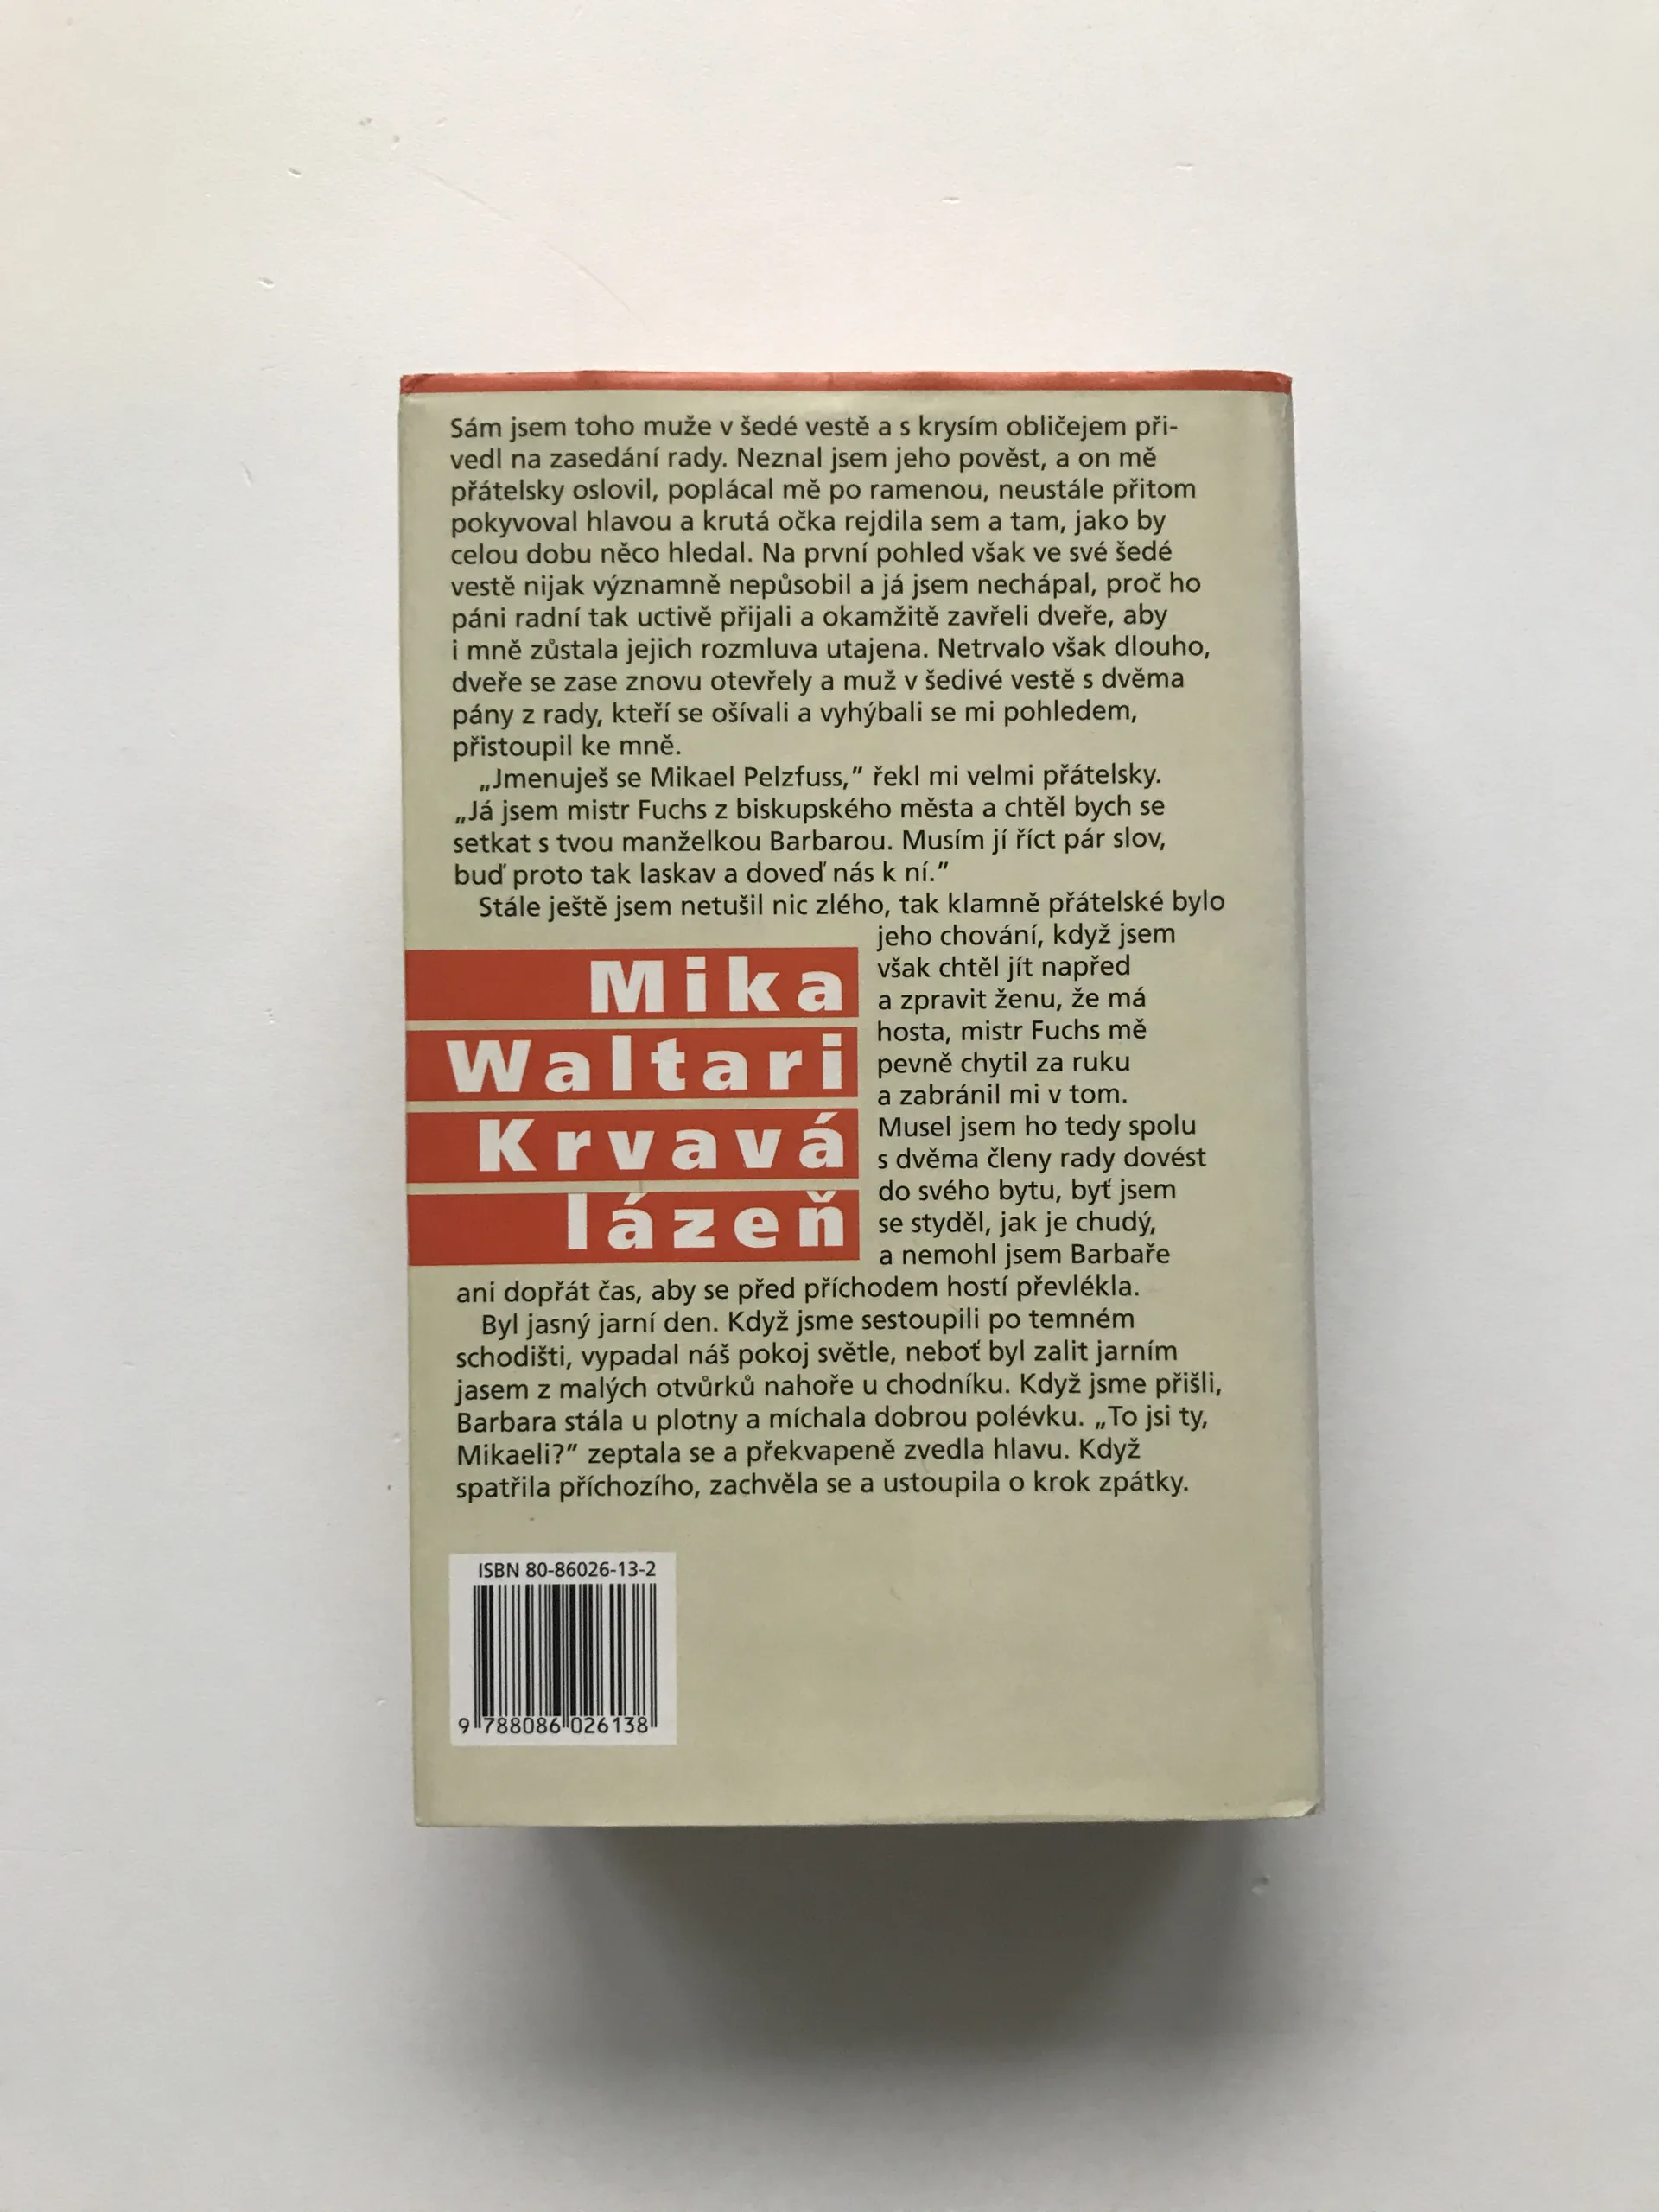 Sám jsem toho muže v šedé vestě a s krysím obličejem při-
vedl na zasedání rady. Neznal jsem jeho pověst, a on mě
přátelsky oslovil, poplácal mě po ramenou, neustále přitom
pokyvoval hlavou a krutá očka rejdila sem a tam, jako by
celou dobu něco hledal. Na první pohled však ve své šedé
vestě nijak významně nepůsobil a já jsem nechápal, proč ho
páni radní tak uctivě přijali a okamžitě zavřeli dveře, aby
i mně zůstala jejich rozmluva utajena. Netrvalo však dlouho,
dveře se zase znovu otevřely a muž v šedivé vestě s dvěma
pány z rady, kteří se ošívali a vyhýbali se mi pohledem,
přistoupil ke mně.
„Jmenuješ se Mikael Pelzfuss,” řekl mi velmi přátelsky.
„Já jsem mistr Fuchs z biskupského města a chtěl bych se
setkat s tvou manželkou Barbarou. Musím jí říct pár slov,
buď proto tak laskav a doveď nás k ní.”
Stále ještě jsem netušil nic zlého, tak klamně přátelské bylo
jeho chování, když jsem
však chtěl jít napřed
a zpravit ženu, že má
hosta, mistr Fuchs mě
pevně chytil za ruku
a zabránil mi v tom.
Musel jsem ho tedy spolu
s dvěma členy rady dovést
do svého bytu, byť jsem
se styděl, jak je chudý,
a nemohl jsem Barbaře
ani dopřát čas, aby se před příchodem hostí převlékla.
Byl jasný jarní den. Když jsme sestoupili po temném
schodišti, vypadal náš pokoj světle, neboť byl zalit jarním
jasem z malých otvůrků nahoře u chodníku. Když jsme přišli,
Barbara stála u plotny a míchala dobrou polévku. „To jsi ty,
Mikaeli?” zeptala se a překvapeně zvedla hlavu. Když
spatřila příchozího, zachvěla se a ustoupila o krok zpátky.
Mika
Waltari
Krvavá
lázeň
ISBN 80-86026-13-2
9 788086 026138